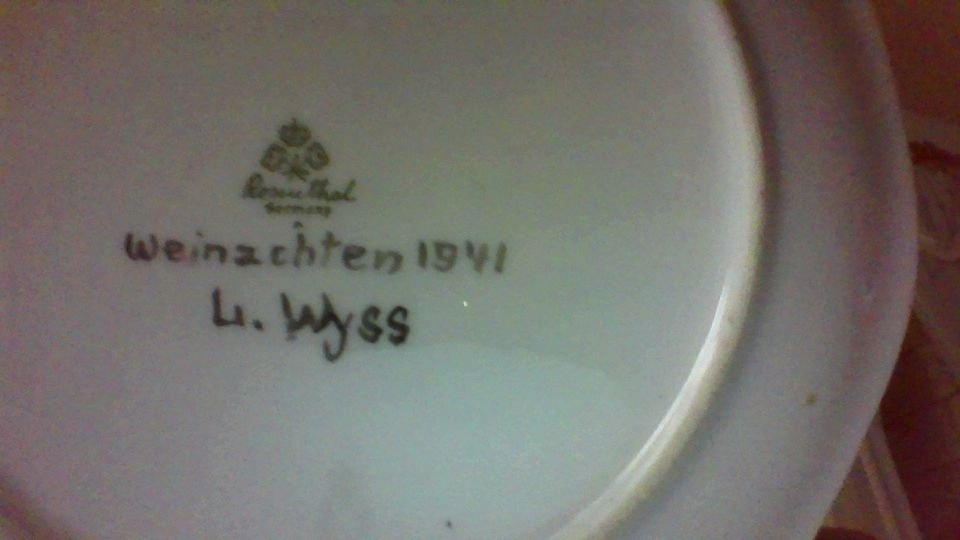 Rosenthal
Germany
Weinachten 1941
L. Wyss